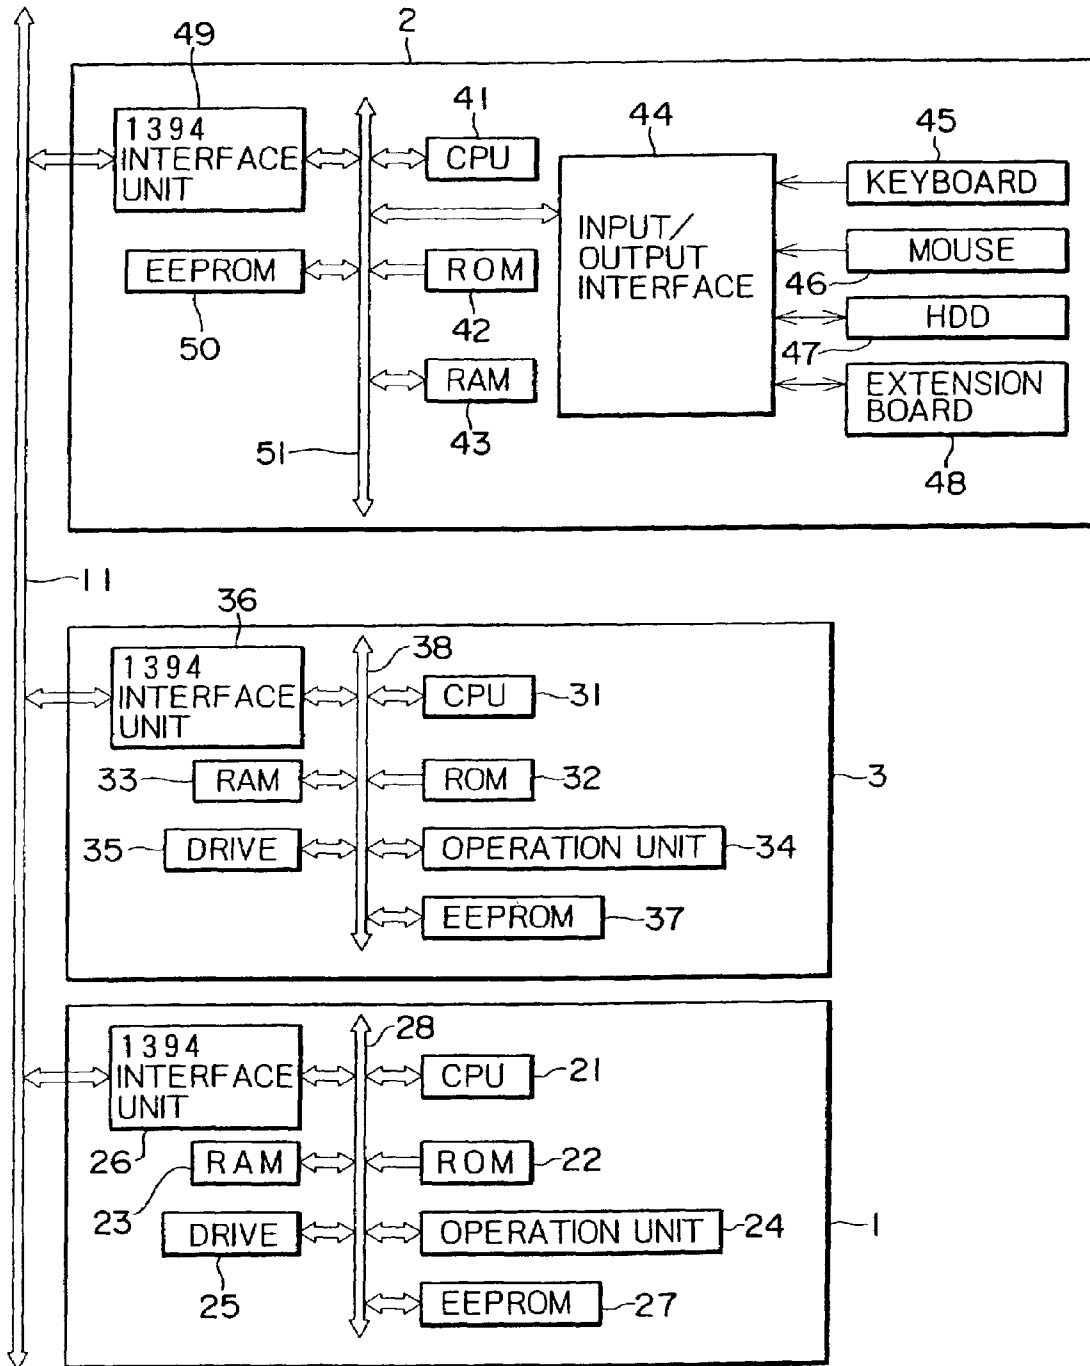 2
49
1394
INTERFACE
UNIT
41
CPU
44
INPUT/
OUTPUT
INTERFACE
45
KEYBOARD
MOUSE
46
EEPROM
50
ROM
42
HDD
47
RAM
43
EXTENSION
BOARD
48
51
11
36
1394
INTERFACE
UNIT
38
CPU
31
33
RAM
ROM
32
3
35
DRIVE
OPERATION UNIT
34
EEPROM
37
1394
INTERFACE
UNIT
26
28
CPU
21
RAM
23
ROM
22
DRIVE
25
OPERATION UNIT
24
1
EEPROM
27